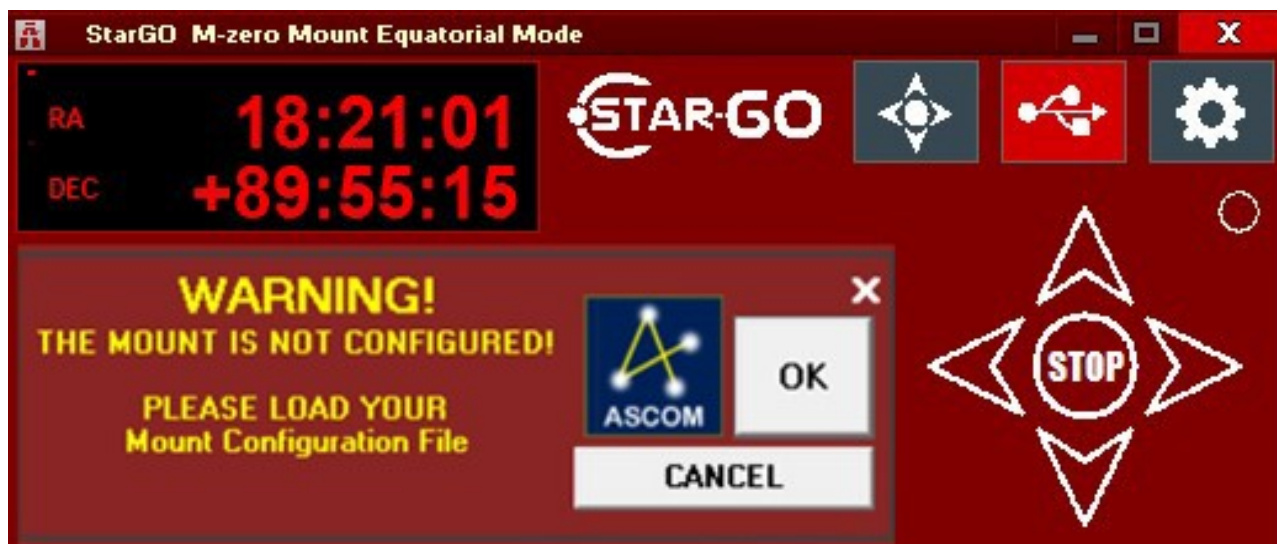 StarGO M-zero Mount Equatorial Mode
RA 18:21:01
DEC +89:55:15
STAR-GO
WARNING!
THE MOUNT IS NOT CONFIGURED!
PLEASE LOAD YOUR
Mount Configuration File
ASCOM
OK
CANCEL
STOP